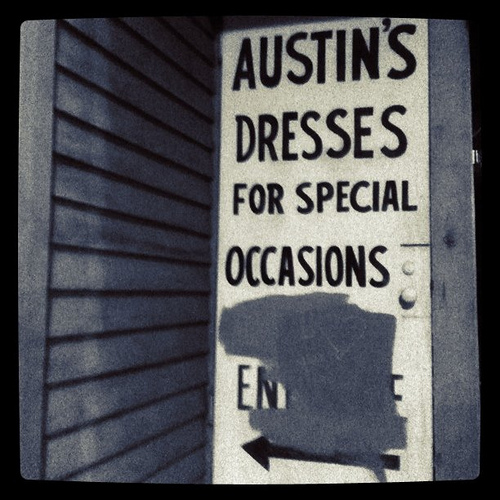 AUSTIN'S
DRESSES
FOR SPECIAL
OCCASIONS